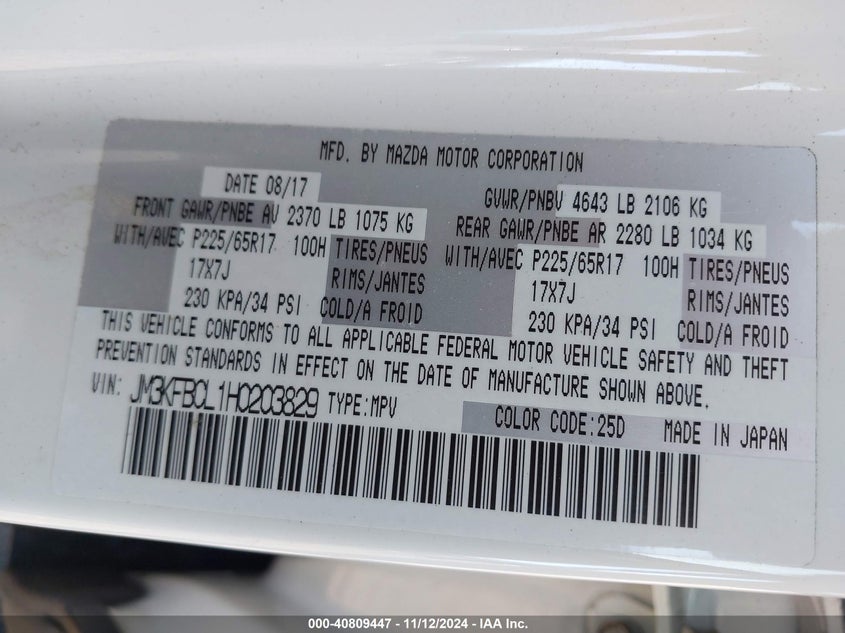 MFD. BY MAZDA MOTOR CORPORATION
DATE 08/17 GVWR/PNBV 4643 LB 2106 KG
FRONT GAWR/PNBE AV 2370 LB 1075 KG REAR GAWR/PNBE AR 2280 LB 1034 KG
WITH/AVEC P225/65R17 100H TIRES/PNEUS WITH/AVEC P225/65R17 100H TIRES/PNEUS
17X7J RIMS/JANTES 17X7J RIMS/JANTES
230 KPA/34 PSI COLD/A FROID 230 KPA/34 PSI COLD/A FROID
THIS VEHICLE CONFORMS TO ALL APPLICABLE FEDERAL MOTOR VEHICLE SAFETY AND THEFT
PREVENTION STANDARDS IN EFFECT ON THE DATE OF MANUFACTURE SHOWN ABOVE.
VIN: JM3KFBCL1H0203829 TYPE:MPV
COLOR CODE:25D MADE IN JAPAN
000-40809447 - 11/12/2024 - IAA Inc.